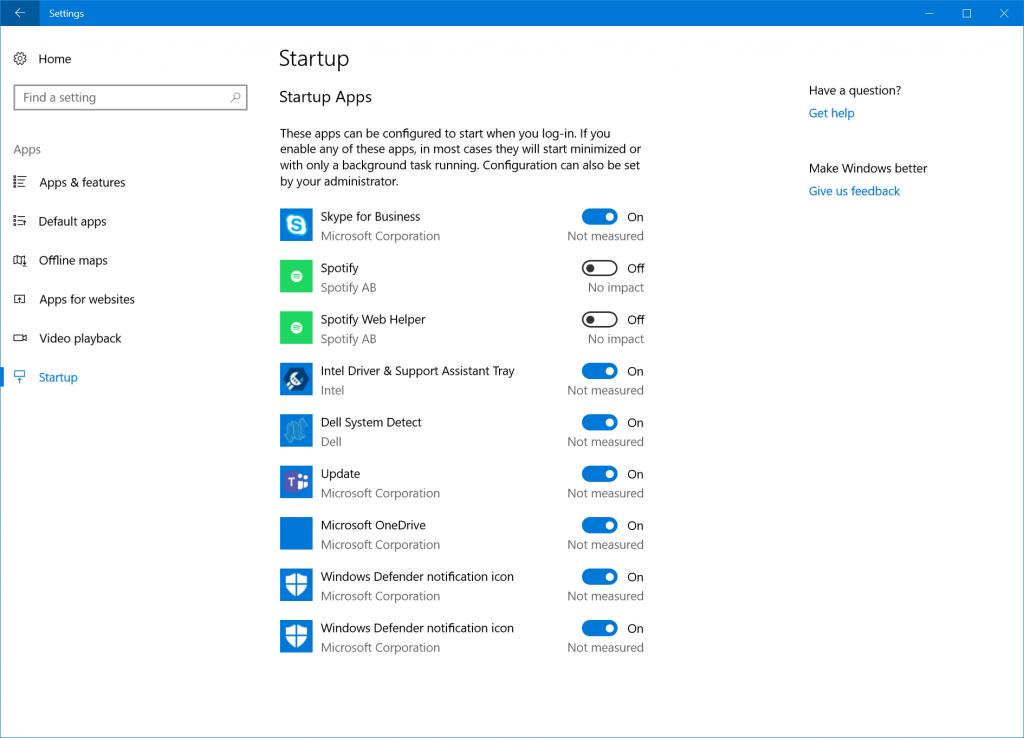 Settings
Home
Find a setting
Apps
Apps & features
Default apps
Offline maps
Apps for websites
Video playback
Startup
Startup
Startup Apps
These apps can be configured to start when you log-in. If you
enable any of these apps, in most cases they will start minimized or
with only a background task running. Configuration can also be set
by your administrator.
Skype for Business On
Microsoft Corporation Not measured
Spotify Off
Spotify AB No impact
Spotify Web Helper Off
Spotify AB No impact
Intel Driver & Support Assistant Tray On
Intel Not measured
Dell System Detect On
Dell Not measured
Update On
Microsoft Corporation Not measured
Microsoft OneDrive On
Microsoft Corporation Not measured
Windows Defender notification icon On
Microsoft Corporation Not measured
Windows Defender notification icon On
Microsoft Corporation Not measured
Have a question?
Get help
Make Windows better
Give us feedback